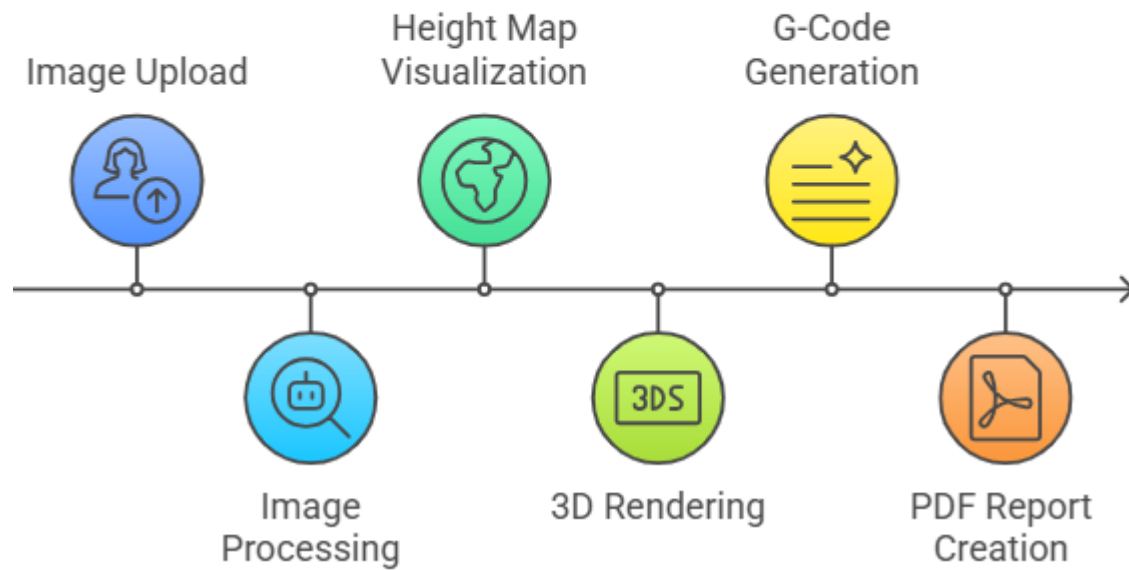 Image Upload
Image
Processing
Height Map
Visualization
3DS
3D Rendering
G-Code
Generation
PDF Report
Creation